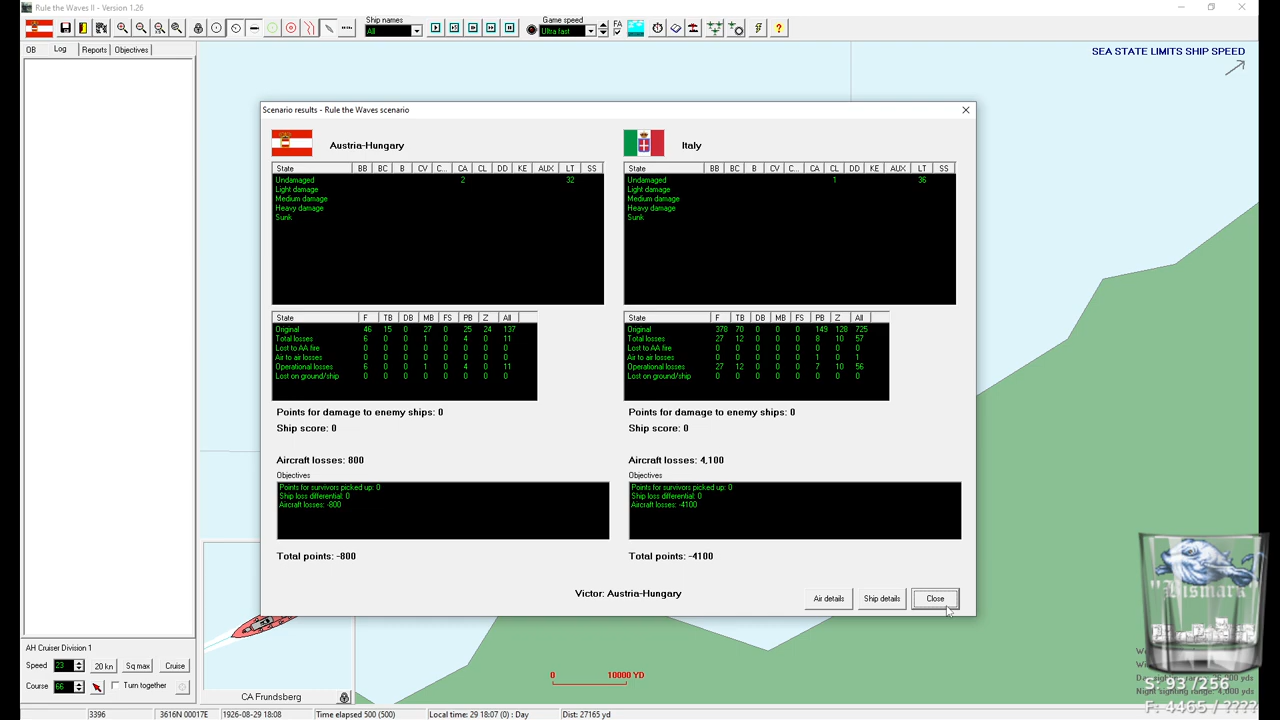 Rule the Waves II - Version 1.26
Ship names
All
Game speed
Ultra fast
FA
OB Log Reports Objectives
SEA STATE LIMITS SHIP SPEED
Scenario results - Rule the Waves scenario
Austria-Hungary
State BB BC B CV C... CA CL DD KE AUX LT SS
Undamaged 2 32
Light damage
Medium damage
Heavy damage
Sunk
State F TB DB MB FS PB Z All
Original 46 15 0 27 0 25 24 137
Total losses 6 0 0 1 0 4 0 11
Lost to AA fire 0 0 0 0 0 0 0 0
Air to air losses 0 0 0 0 0 0 0 0
Operational losses 6 0 0 1 0 4 0 11
Lost on ground/ship 0 0 0 0 0 0 0 0
Points for damage to enemy ships: 0
Ship score: 0
Aircraft losses: 800
Objectives
Points for survivors picked up: 0
Ship loss differential: 0
Aircraft losses: -800
Total points: -800
Italy
State BB BC B CV C... CA CL DD KE AUX LT SS
Undamaged 1 36
Light damage
Medium damage
Heavy damage
Sunk
State F TB DB MB FS PB Z All
Original 378 70 0 0 0 149 128 725
Total losses 27 12 0 0 0 8 10 57
Lost to AA fire 0 0 0 0 0 0 0 0
Air to air losses 0 0 0 0 0 1 0 1
Operational losses 27 12 0 0 0 7 10 56
Lost on ground/ship 0 0 0 0 0 0 0 0
Points for damage to enemy ships: 0
Ship score: 0
Aircraft losses: 4,100
Objectives
Points for survivors picked up: 0
Ship loss differential: 0
Aircraft losses: -4100
Total points: -4100
Victor: Austria-Hungary
Air details Ship details Close
AH Cruiser Division 1
Speed 23 20 kn Sq max Cruise
Course 66 Turn together
CA Frundsberg
0 10000 YD
"Bismark"
S: 93 /256
Night sighting range: 4,000 yds
F: 4465 / ????
3396 3616N 00017E 1926-08-29 18:08 Time elapsed 500 (500) Local time: 29 18:07 (0) : Day Dist: 27165 yd